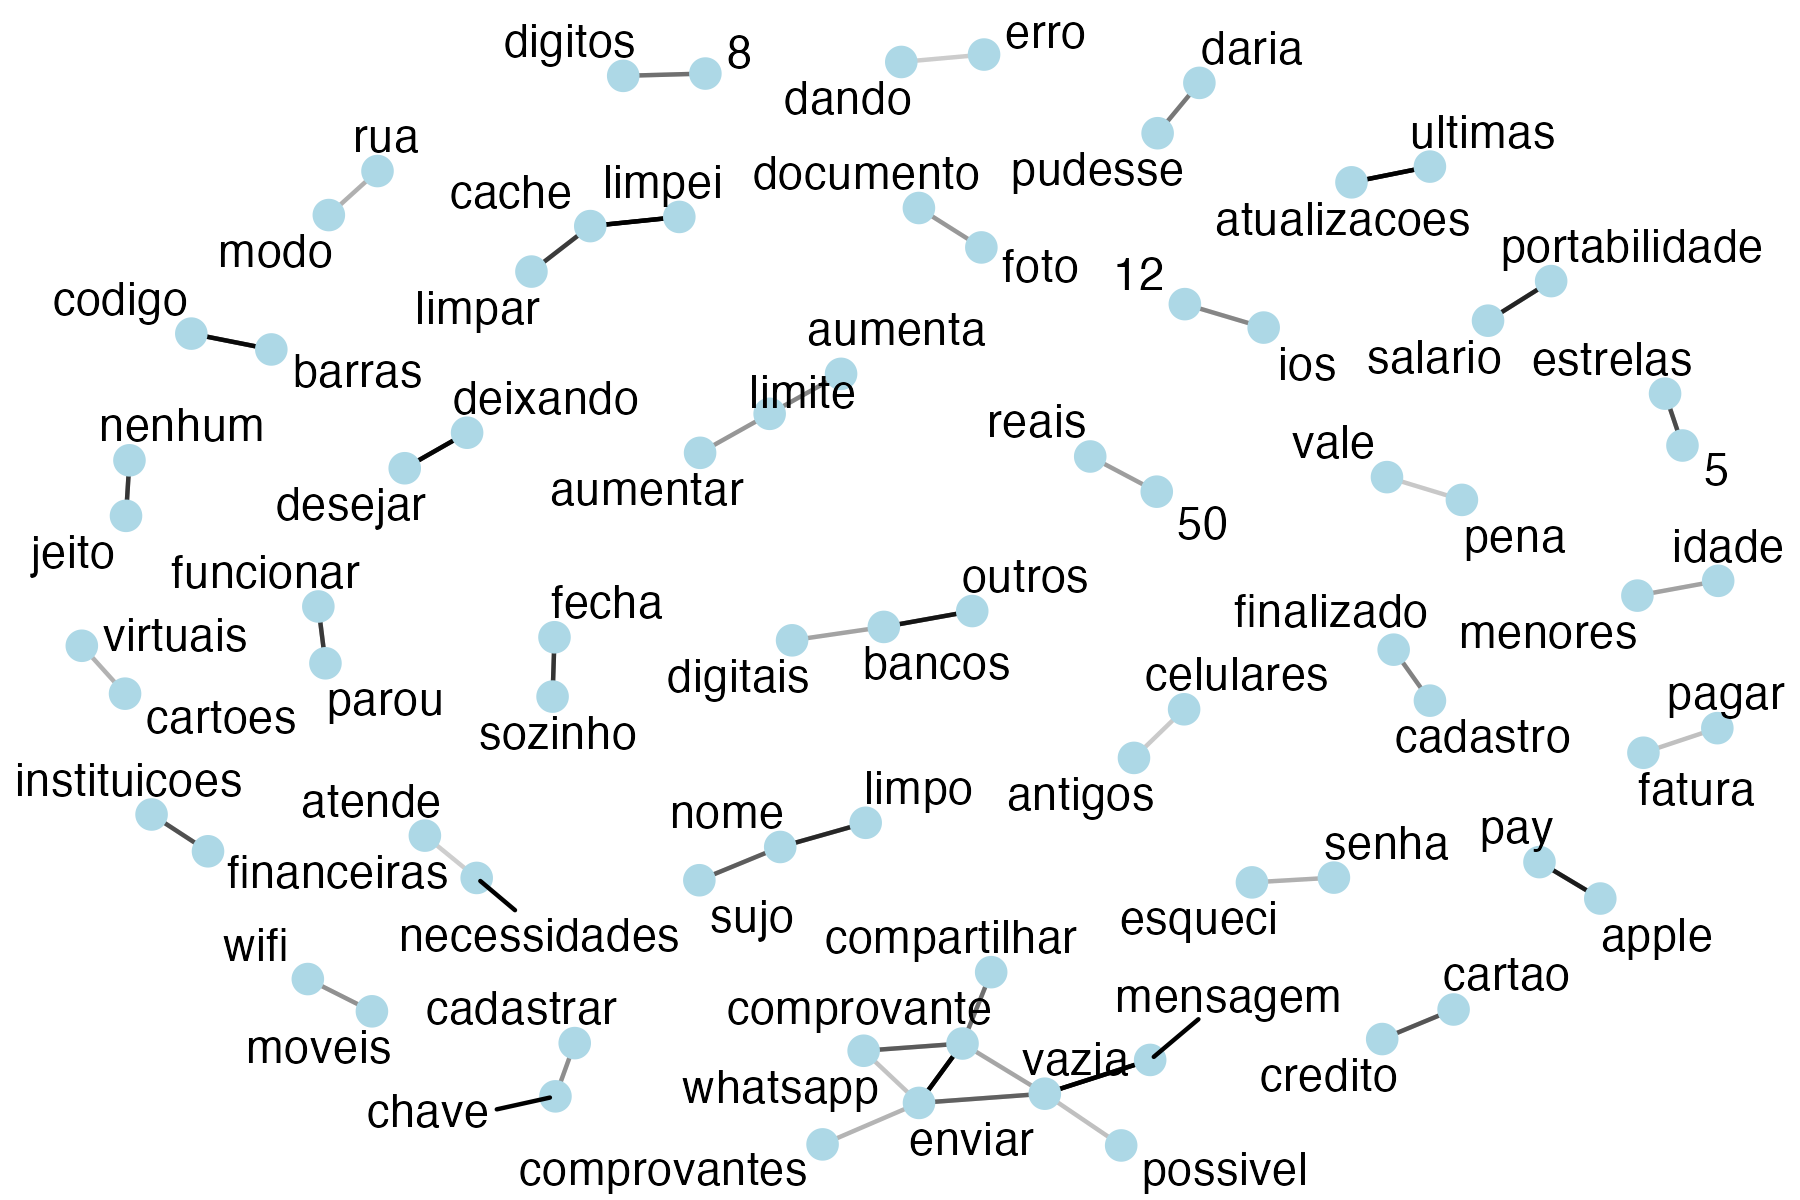 digitos
8
dando
erro
daria
pudesse
ultimas
atualizacoes
rua
modo
cache
limpei
limpar
documento
foto
12
ios
portabilidade
salario
codigo
barras
aumenta
limite
aumentar
estrelas
5
nenhum
jeito
deixando
desejar
reais
50
vale
pena
idade
menores
funcionar
parou
virtuais
cartoes
fecha
sozinho
outros
bancos
digitais
finalizado
cadastro
celulares
antigos
pagar
fatura
instituicoes
financeiras
atende
necessidades
nome
limpo
sujo
senha
esqueci
pay
apple
wifi
moveis
cadastrar
chave
compartilhar
comprovante
mensagem
vazia
whatsapp
enviar
comprovantes
possivel
cartao
credito